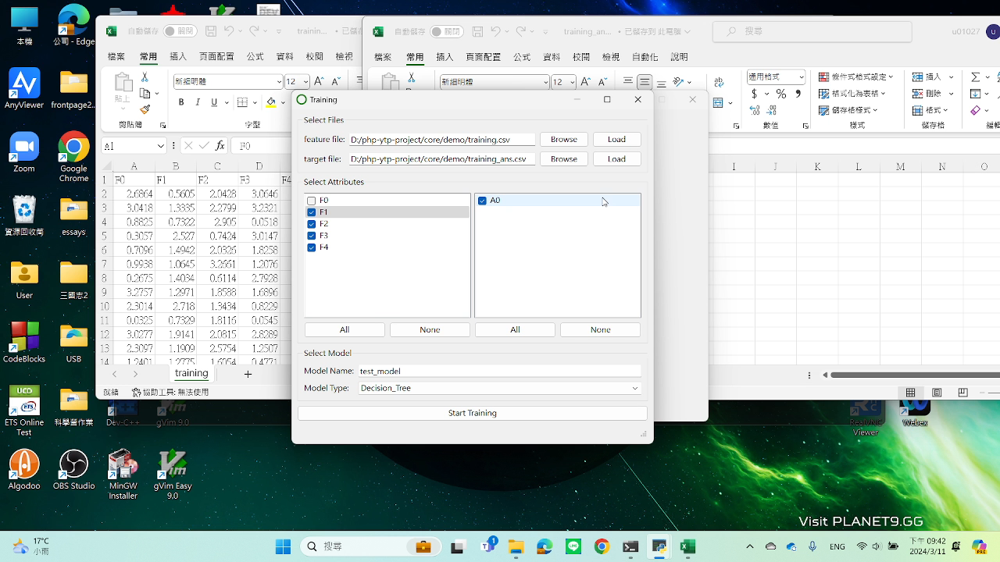 本機
公司 - Edge
AnyViewer
frontpage2...
Zoom
Google Chrome
資源回收筒
essays
User
三國志2
CodeBlocks
USB
UCD
ETS
ETS Online Test
科學營作業
Dev-C++
gVim 9.0
Algodoo
OBS Studio
MinGW Installer
gVim Easy 9.0
RealVNC Viewer
Webex
自動儲存
關閉
trainin... • 已儲
檔案 常用 插入 頁面配置 公式 資料 校閱 檢視
貼上
新細明體 12
B I U
剪貼簿 字型
A1 fx F0
A B C D
1 F0 F1 F2 F3 F4
2 2.6864 0.5605 2.0428 3.0646
3 3.0418 1.3335 2.2799 3.2321
4 0.8825 0.7322 2.905 0.0518
5 0.3057 2.527 0.7424 3.0147
6 0.7096 1.4942 2.0326 1.8258
7 0.9338 1.0645 3.2661 1.2076
8 0.2675 1.4034 0.6114 2.7928
9 3.2757 1.2971 1.8588 1.6896
10 2.3014 2.718 1.3434 0.8229
11 0.0325 0.7329 1.8116 0.0545
12 3.0277 1.9141 2.0815 2.8289
13 2.3087 1.1909 2.5754 1.2507
14 1.2401 1.2775 1.6054 0.4771
training
就緒 協助工具: 無法使用
自動儲存
關閉
training_an... • 已儲存到 此電腦
搜尋
u01027 U
檔案 常用 插入 頁面配置 公式 資料 校閱 檢視 自動化 說明
新細明體 12
通用格式
$ % 9
數值
條件式格式設定
格式化為表格
儲存格樣式
樣式
插入
刪除
格式
儲存格
I J K L M N O
Training
Select Files
feature file: D:/php-ytp-project/core/demo/training.csv Browse Load
target file: D:/php-ytp-project/core/demo/training_ans.csv Browse Load
Select Attributes
F0
F1
F2
F3
F4
A0
All None All None
Select Model
Model Name: test_model
Model Type: Decision_Tree
Start Training
Visit PLANET9.GG
17°C
小雨
搜尋
1
ENG
下午 03:42
2024/3/11